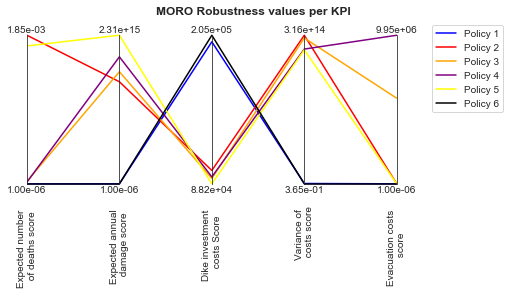 MORO Robustness values per KPI
1.85e-03
2.31e+15
2.05e+05
3.16e+14
9.95e+06
1.00e-06
1.00e-06
8.82e+04
3.65e-01
1.00e-06
Expected number
of deaths score
Expected annual
damage score
Dike investment
costs Score
Variance of
costs score
Evacuation costs
score
Policy 1
Policy 2
Policy 3
Policy 4
Policy 5
Policy 6